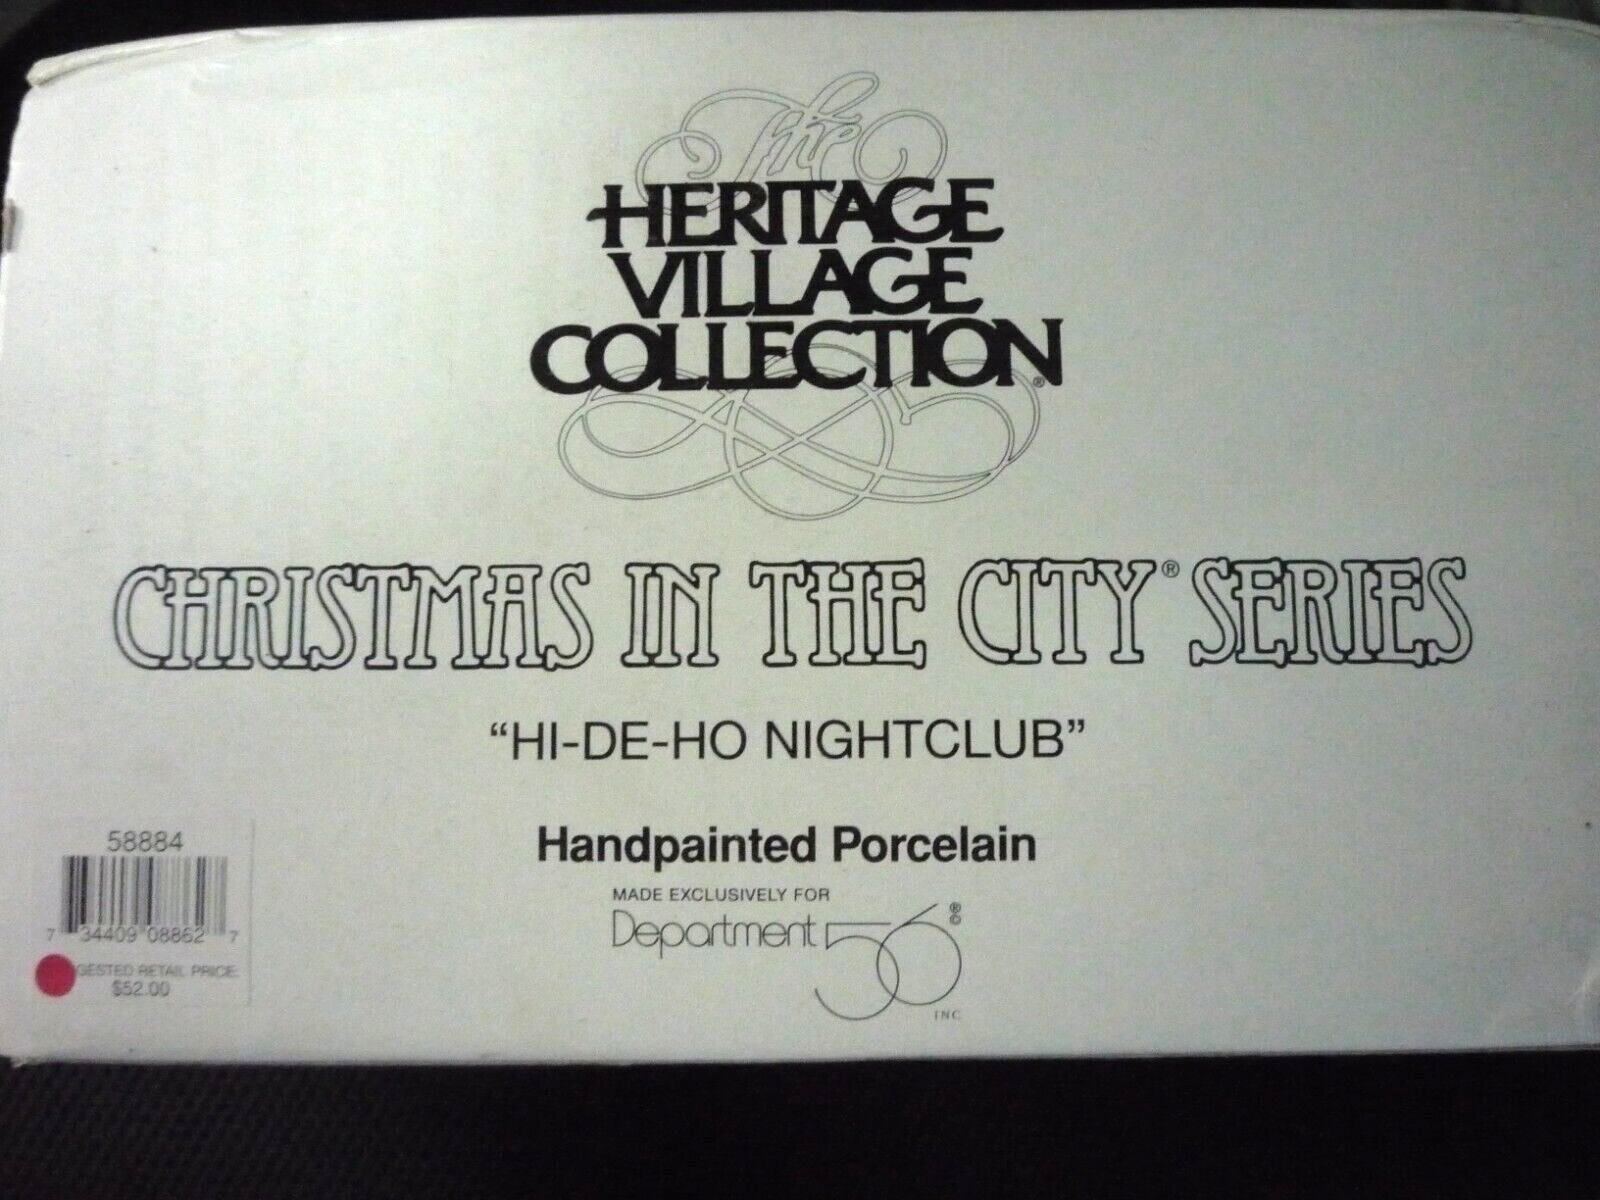 The
HERITAGE
VILLAGE
COLLECTION®
CHRISTMAS IN THE CITY® SERIES
“HI-DE-HO NIGHTCLUB”
Handpainted Porcelain
MADE EXCLUSIVELY FOR
Department 56 ®©
INC
58884
7 34409 08862 7
GESTED RETAIL PRICE:
$52.00